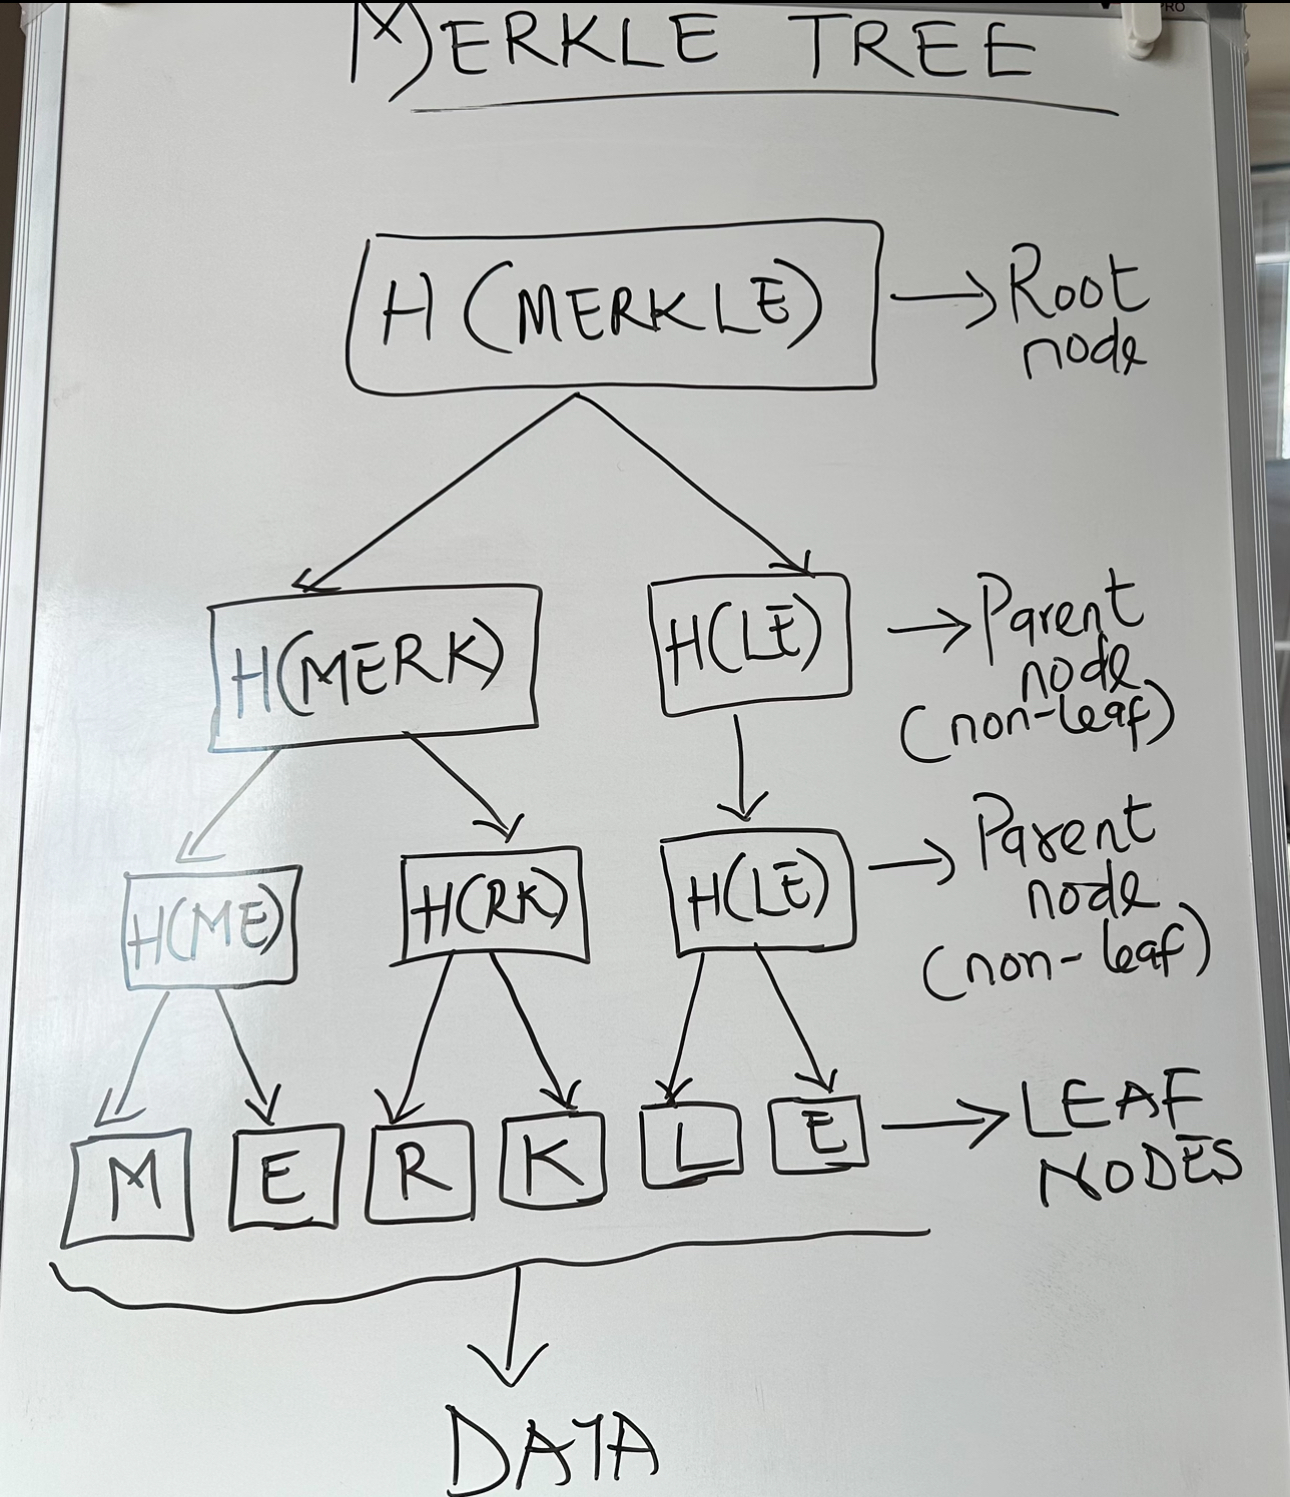 PRO
MERKLE TREE
H(MERKLE)
Root
node
H(MERK)
H(LE)
Parent
node
(non-leaf)
H(ME)
H(RK)
H(LE)
Parent
node
(non-leaf)
M E R K L E
LEAF
NODES
DATA